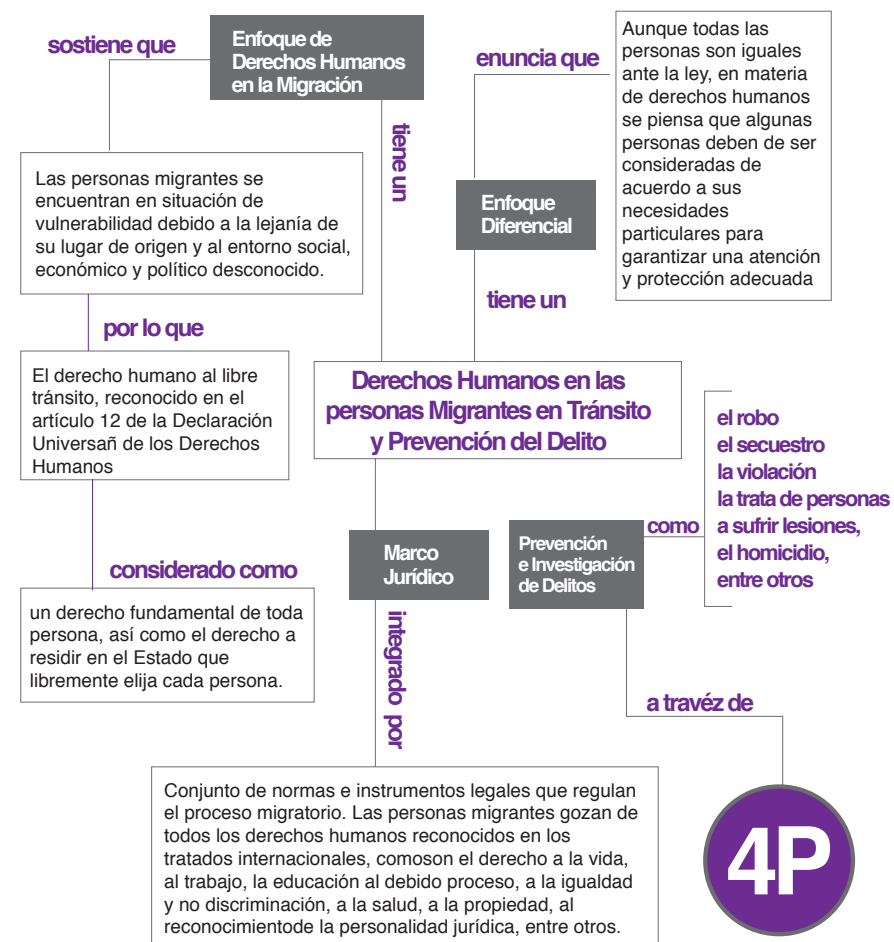 sostiene que
Enfoque de
Derechos Humanos
en la Migración
tiene un
Las personas migrantes se
encuentran en situación de
vulnerabilidad debido a la lejanía de
su lugar de origen y al entorno social,
económico y político desconocido.
por lo que
El derecho humano al libre
tránsito, reconocido en el
artículo 12 de la Declaración
Universañ de los Derechos
Humanos
considerado como
un derecho fundamental de toda
persona, así como el derecho a
residir en el Estado que
libremente elija cada persona.
enuncia que
Aunque todas las
personas son iguales
ante la ley, en materia
de derechos humanos
se piensa que algunas
personas deben de ser
consideradas de
acuerdo a sus
necesidades
particulares para
garantizar una atención
y protección adecuada
Enfoque
Diferencial
tiene un
Derechos Humanos en las
personas Migrantes en Tránsito
y Prevención del Delito
Marco
Jurídico
integrado por
Conjunto de normas e instrumentos legales que regulan
el proceso migratorio. Las personas migrantes gozan de
todos los derechos humanos reconocidos en los
tratados internacionales, comoson el derecho a la vida,
al trabajo, la educación al debido proceso, a la igualdad
y no discriminación, a la salud, a la propiedad, al
reconocimientode la personalidad jurídica, entre otros.
Prevención
e Investigación
de Delitos
como
el robo
el secuestro
la violación
la trata de personas
a sufrir lesiones,
el homicidio,
entre otros
a travéz de
4P